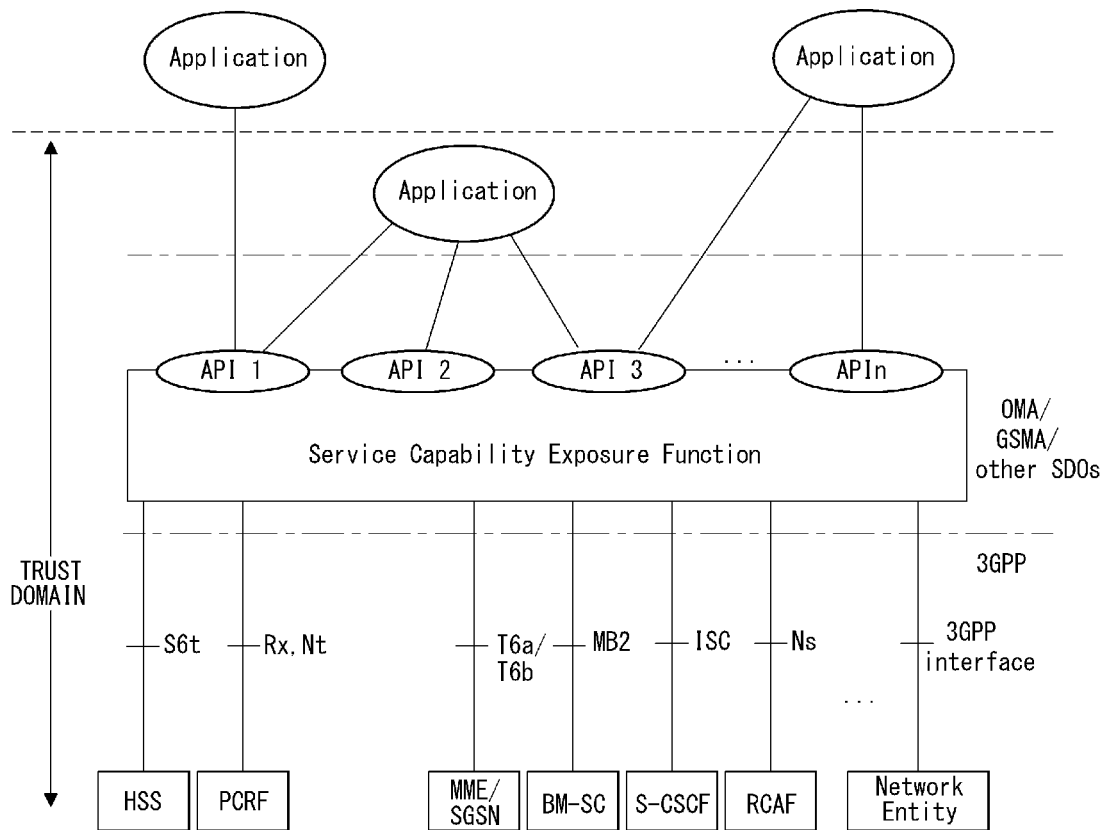 Application
Application
Application
API 1
API 2
API 3
...
APIn
Service Capability Exposure Function
OMA/
GSMA/
other SDOs
3GPP
TRUST
DOMAIN
S6t
Rx, Nt
T6a/
T6b
MB2
ISC
Ns
3GPP
interface
...
HSS
PCRF
MME/
SGSN
BM-SC
S-CSCF
RCAF
Network
Entity